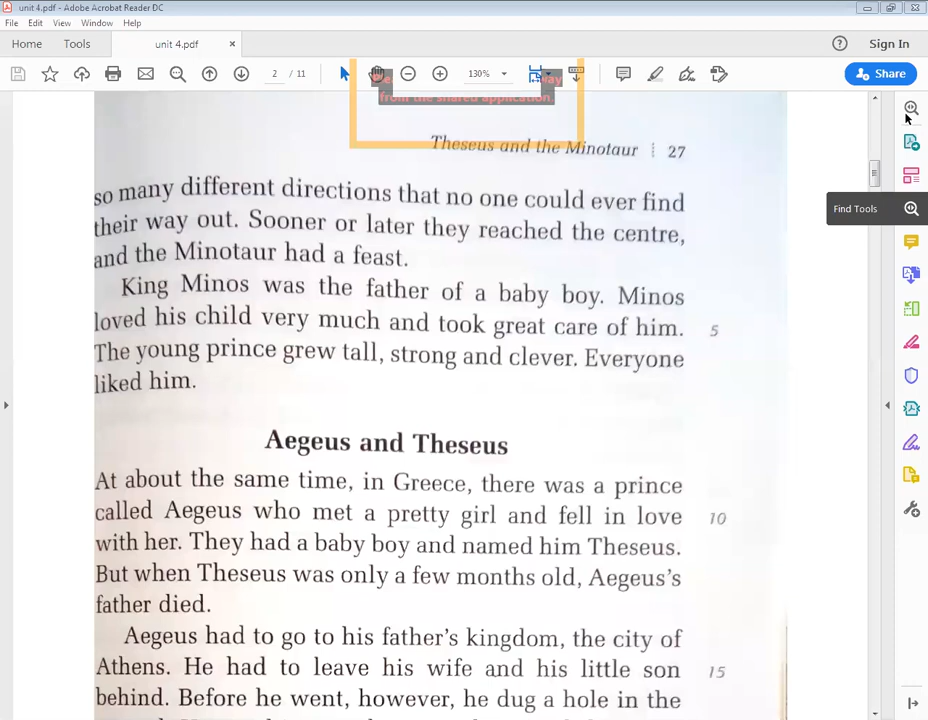 unit 4.pdf - Adobe Acrobat Reader DC
File Edit View Window Help
Home Tools unit 4.pdf × Sign In
2 / 11 130% Share
from the shared application.
Theseus and the Minotaur 27
Find Tools
so many different directions that no one could ever find
their way out. Sooner or later they reached the centre,
and the Minotaur had a feast.
King Minos was the father of a baby boy. Minos
loved his child very much and took great care of him. 5
The young prince grew tall, strong and clever. Everyone
liked him.
Aegeus and Theseus
At about the same time, in Greece, there was a prince
called Aegeus who met a pretty girl and fell in love 10
with her. They had a baby boy and named him Theseus.
But when Theseus was only a few months old, Aegeus's
father died.
Aegeus had to go to his father's kingdom, the city of
Athens. He had to leave his wife and his little son 15
behind. Before he went, however, he dug a hole in the